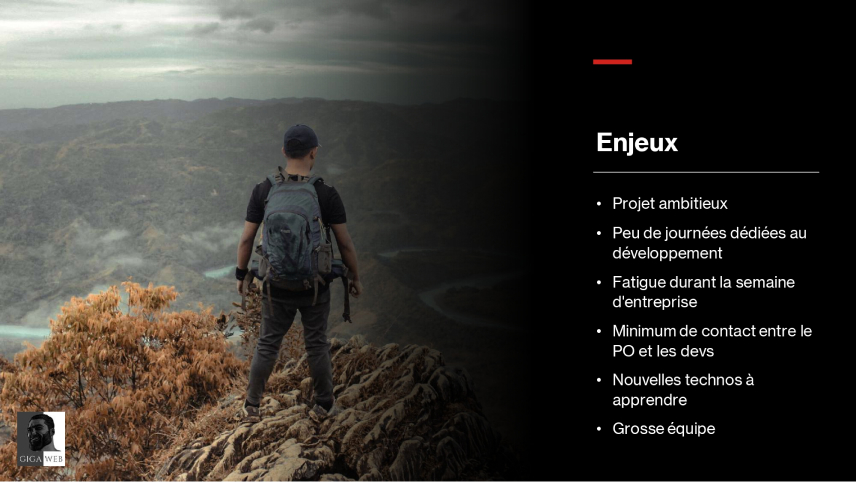 Enjeux
• Projet ambitieux
• Peu de journées dédiées au
développement
• Fatigue durant la semaine
d'entreprise
• Minimum de contact entre le
PO et les devs
• Nouvelles technos à
apprendre
• Grosse équipe
GIGA WEB